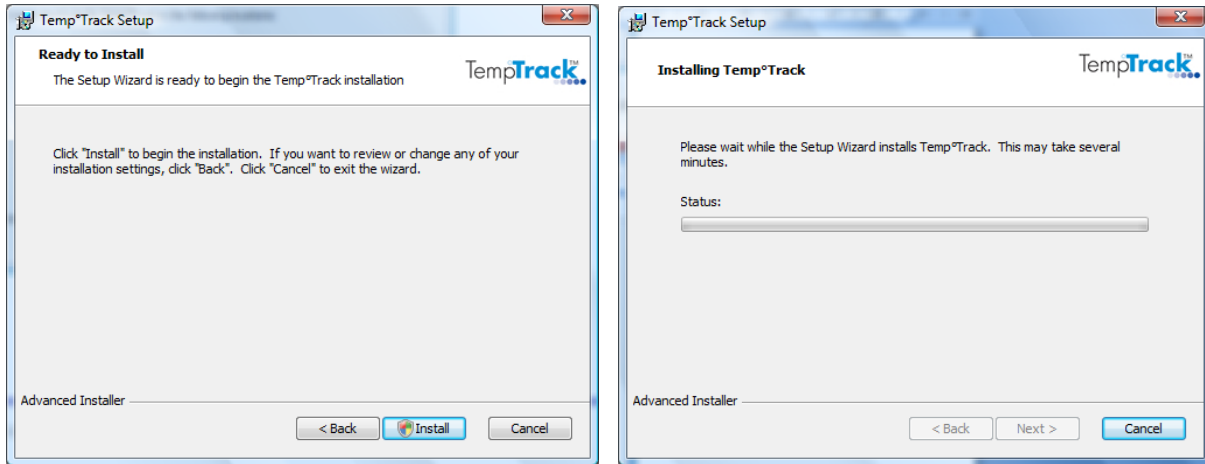 Temp°Track Setup
Ready to Install
The Setup Wizard is ready to begin the Temp°Track installation
TempTrack™
Click "Install" to begin the installation. If you want to review or change any of your
installation settings, click "Back". Click "Cancel" to exit the wizard.
Advanced Installer
< Back
Install
Cancel
Temp°Track Setup
Installing Temp°Track
TempTrack™
Please wait while the Setup Wizard installs Temp°Track. This may take several
minutes.
Status:
Advanced Installer
< Back
Next >
Cancel